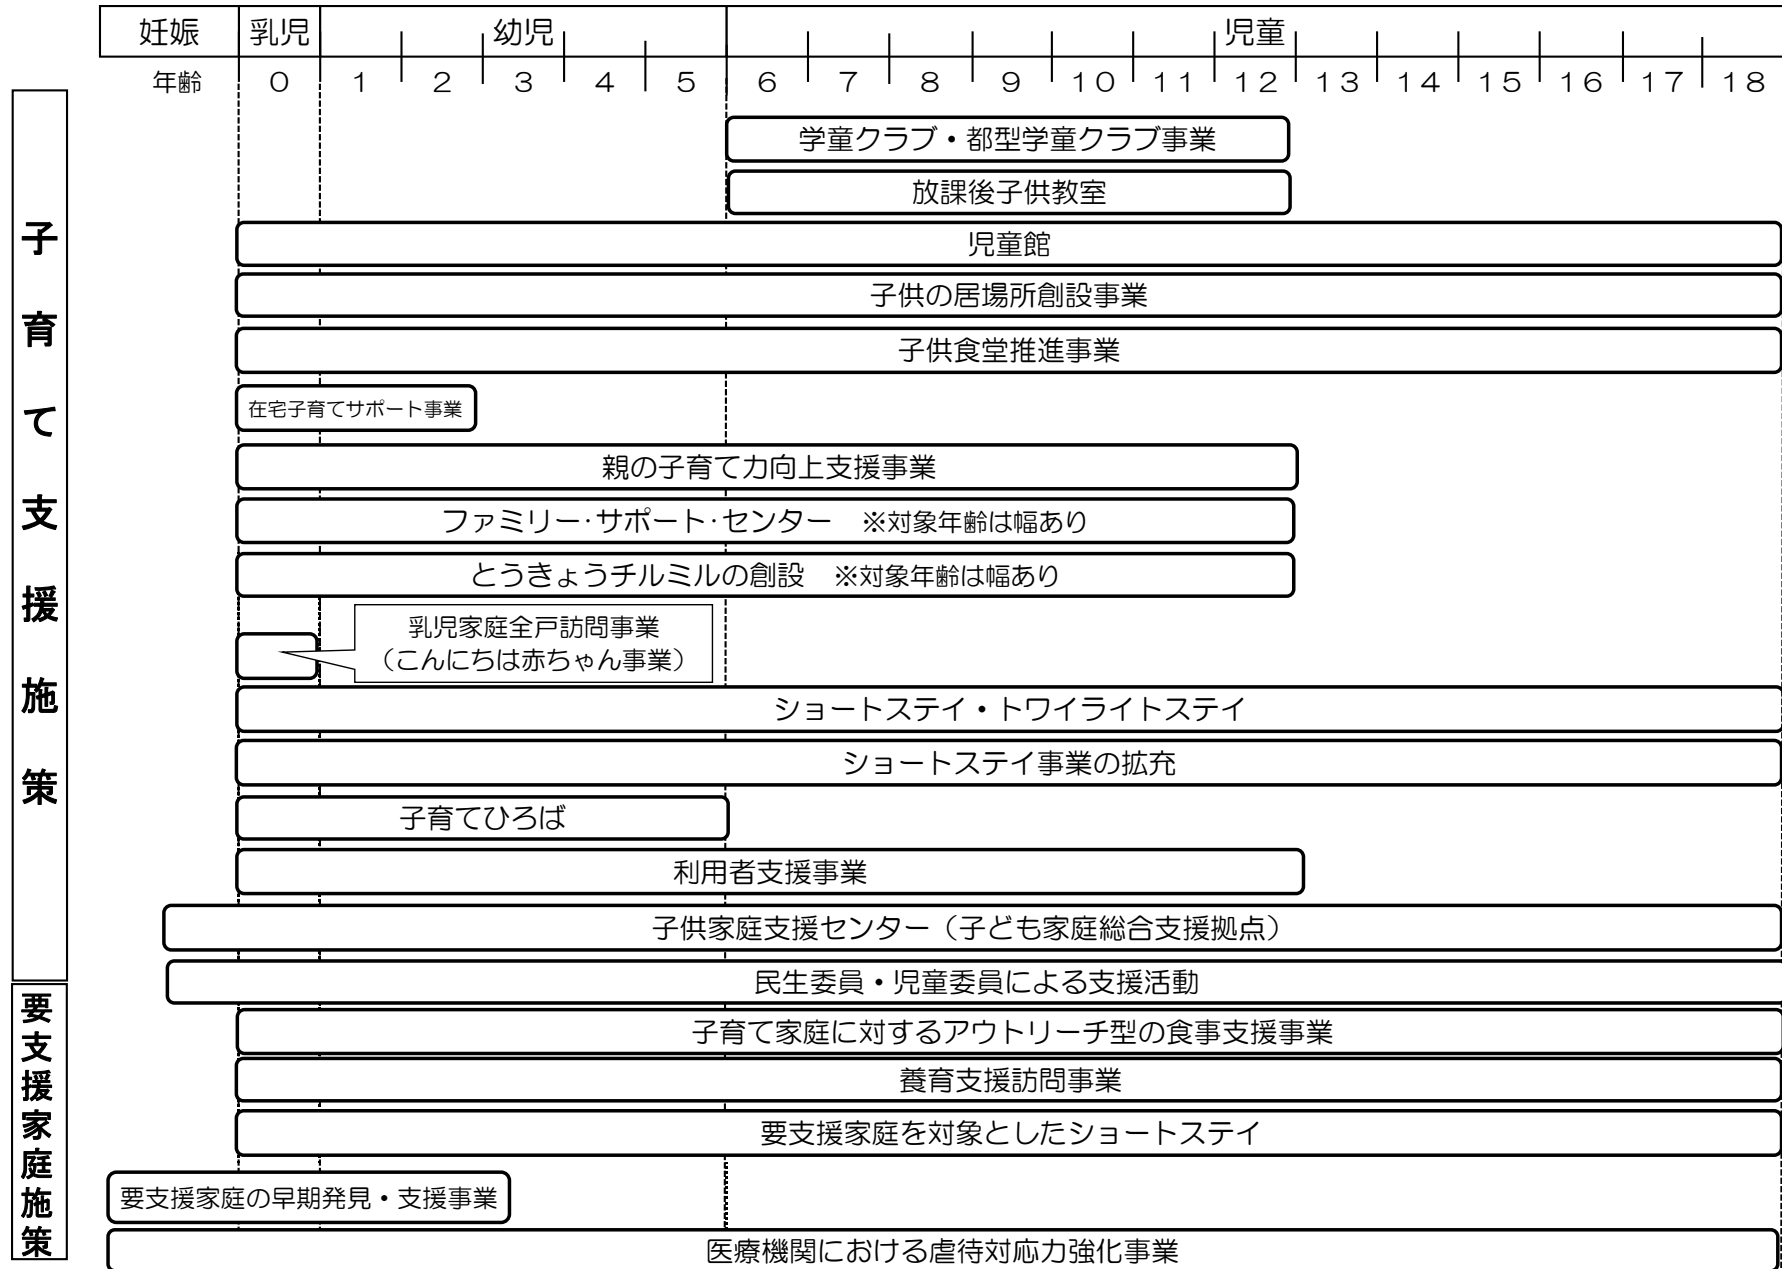 妊娠 乳児 幼児 児童
年齢 0 1 2 3 4 5 6 7 8 9 10 11 12 13 14 15 16 17 18
子育て支援施策
学童クラブ・都型学童クラブ事業
放課後子供教室
児童館
子供の居場所創設事業
子供食堂推進事業
在宅子育てサポート事業
親の子育て力向上支援事業
ファミリー･サポート･センター ※対象年齢は幅あり
とうきょうチルミルの創設 ※対象年齢は幅あり
乳児家庭全戸訪問事業
（こんにちは赤ちゃん事業）
ショートステイ・トワイライトステイ
ショートステイ事業の拡充
子育てひろば
利用者支援事業
子供家庭支援センター（子ども家庭総合支援拠点）
民生委員・児童委員による支援活動
要支援家庭施策
子育て家庭に対するアウトリーチ型の食事支援事業
養育支援訪問事業
要支援家庭を対象としたショートステイ
要支援家庭の早期発見・支援事業
医療機関における虐待対応力強化事業